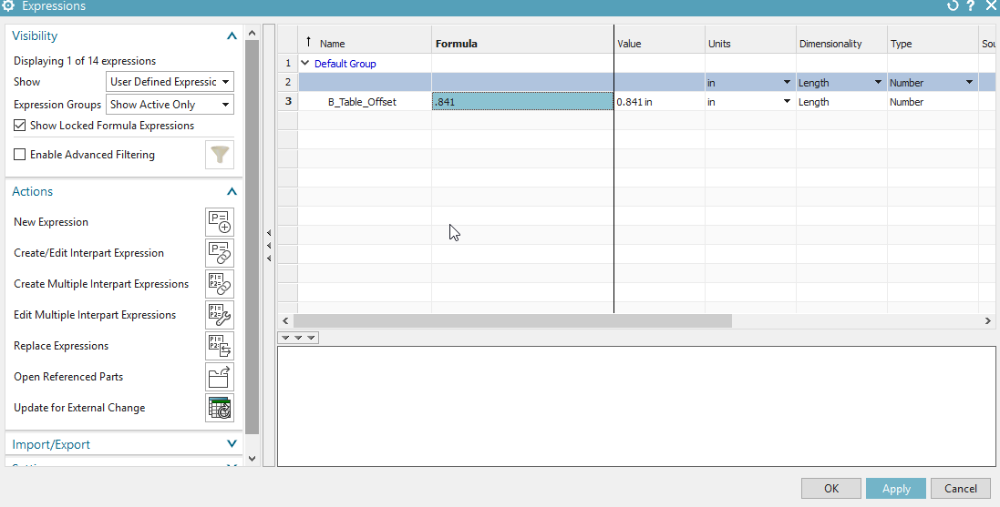 Expressions
Visibility
Displaying 1 of 14 expressions
Show User Defined Expressic
Expression Groups Show Active Only
Show Locked Formula Expressions
Enable Advanced Filtering
Actions
New Expression
Create/Edit Interpart Expression
Create Multiple Interpart Expressions
Edit Multiple Interpart Expressions
Replace Expressions
Open Referenced Parts
Update for External Change
Import/Export
↑ Name Formula Value Units Dimensionality Type Sou
1 Default Group
2 in Length Number
3 B_Table_Offset .841 0.841 in in Length Number
OK Apply Cancel